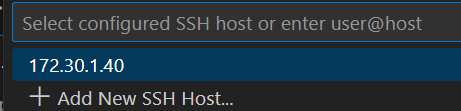 Select configured SSH host or enter user@host
172.30.1.40
+ Add New SSH Host...